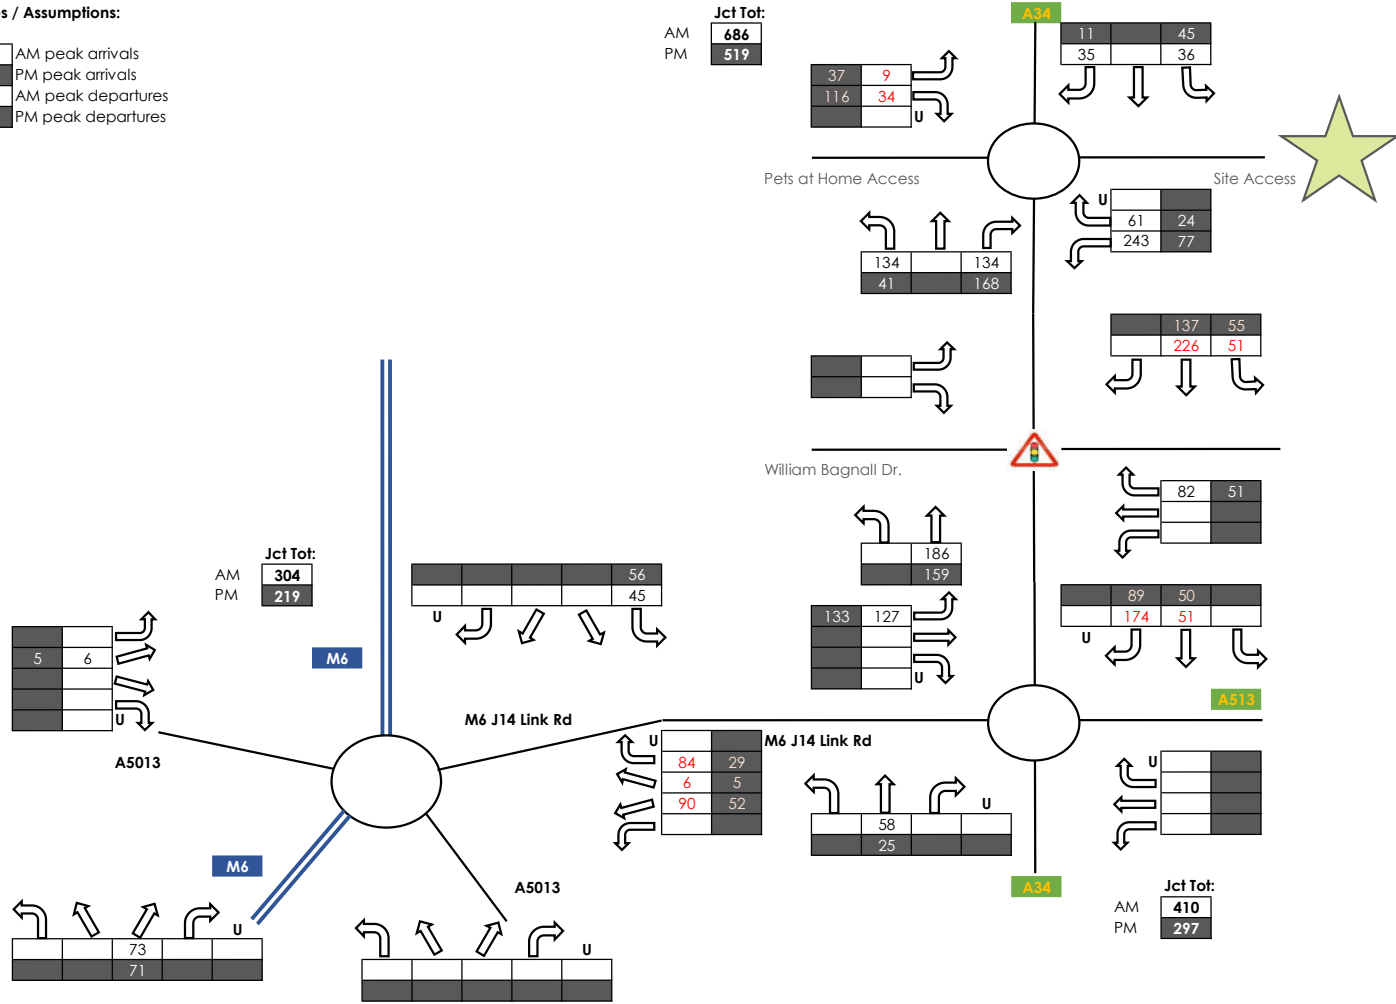 s / Assumptions:
AM peak arrivals
PM peak arrivals
AM peak departures
PM peak departures
Jct Tot:
AM 686
PM 519
A34
11 45
35 36
37 9
116 34
U
Pets at Home Access
Site Access
U
61 24
243 77
134 134
41 168
137 55
226 51
William Bagnall Dr.
82 51
186
159
Jct Tot:
AM 304
PM 219
56
45
U
133 127
U
89 50
174 51
U
5 6
U
M6
A5013
M6 J14 Link Rd
A513
U
M6 J14 Link Rd
84 29
6 5
90 52
U
U
58
25
M6
A5013
A34
Jct Tot:
AM 410
PM 297
U
73
71
U